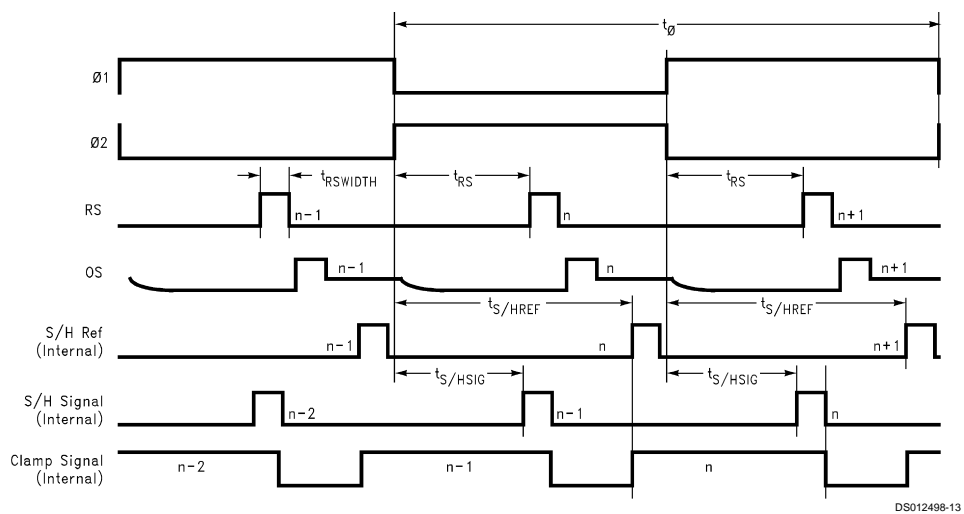 tø
Ø1
Ø2
tRSWIDTH
tRS
tRS
RS
n-1
n
n+1
OS
n-1
n
n+1
tS/HREF
tS/HREF
S/H Ref
(Internal)
n-1
n
n+1
tS/HSIG
tS/HSIG
S/H Signal
(Internal)
n-2
n-1
n
Clamp Signal
(Internal)
n-2
n-1
n
DS012498-13